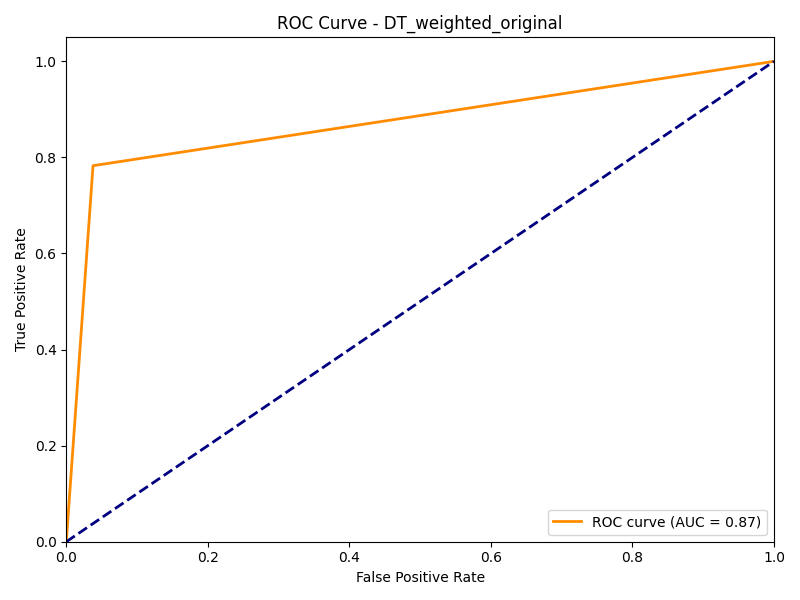 ROC Curve - DT_weighted_original
1.0
0.8
0.6
0.4
0.2
0.0
True Positive Rate
0.0 0.2 0.4 0.6 0.8 1.0
False Positive Rate
ROC curve (AUC = 0.87)